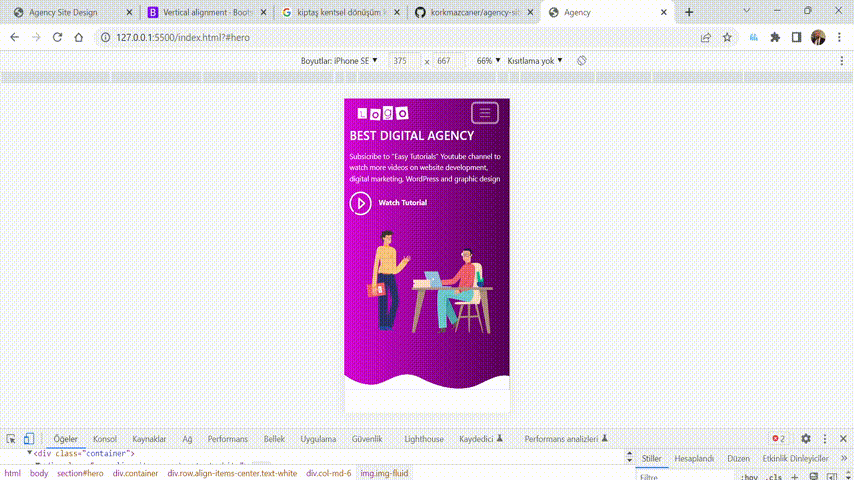 Agency Site Design
Vertical alignment · Boots
kiptaş kentsel dönüşüm k
korkmazcaner/agency-sit
Agency
127.0.0.1:5500/index.html?#hero
Boyutlar: iPhone SE
375
x
667
66%
Kısıtlama yok
LOGO
BEST DIGITAL AGENCY
Subsicribe to "Easy Tutorials" Youtube channel to
watch more videos on website development,
digital marketing, WordPress and graphic design
Watch Tutorial
Öğeler
Konsol
Kaynaklar
Ağ
Performans
Bellek
Uygulama
Güvenlik
Lighthouse
Kaydedici
Performans analizleri
2
<div class="container">
Stiller
Hesaplandı
Düzen
Etkinlik Dinleyiciler
html
body
section#hero
div.container
div.row.align-items-center.text-white
div.col-md-6
img.img-fluid
Filtre
:hov
.cls